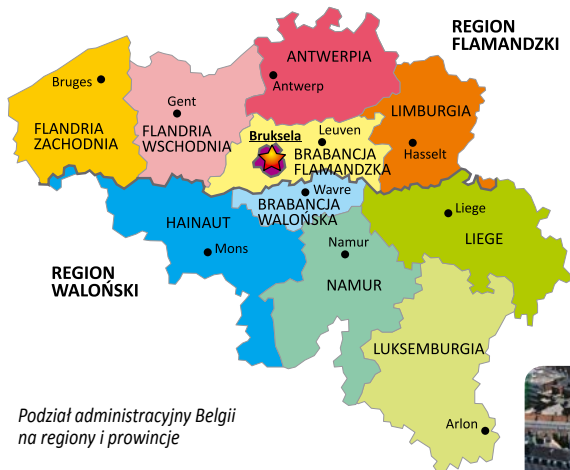 REGION
FLAMANDZKI
ANTWERPIA
Antwerp
Bruges
Gent
LIMBURGIA
FLANDRIA
ZACHODNIA
FLANDRIA
WSCHODNIA
Bruksela
Leuven
BRABANCJA
FLAMANDZKA
Hasselt
Wavre
BRABANCJA
WALOŃSKA
HAINAUT
Mons
Liege
LIEGE
Namur
NAMUR
REGION
WALOŃSKI
LUKSEMBURGIA
Arlon
Podział administracyjny Belgii
na regiony i prowincje